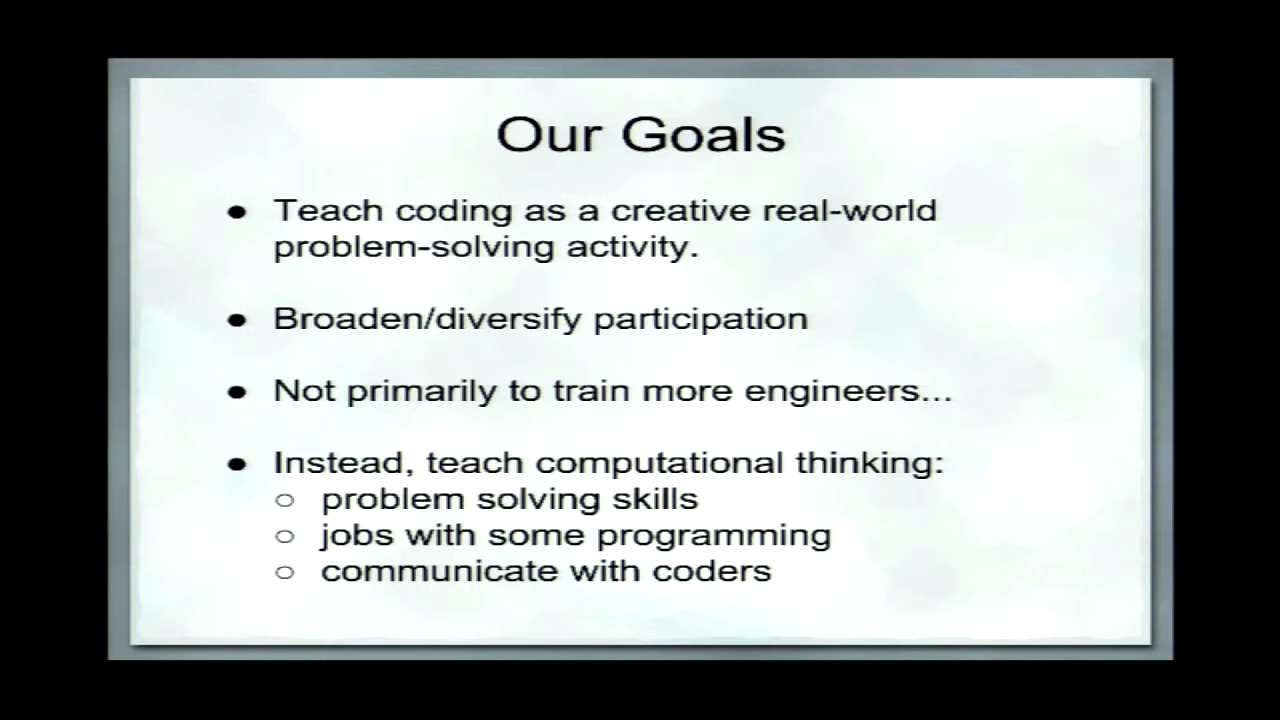 Our Goals
● Teach coding as a creative real-world
problem-solving activity.
● Broaden/diversify participation
● Not primarily to train more engineers...
● Instead, teach computational thinking:
○ problem solving skills
○ jobs with some programming
○ communicate with coders